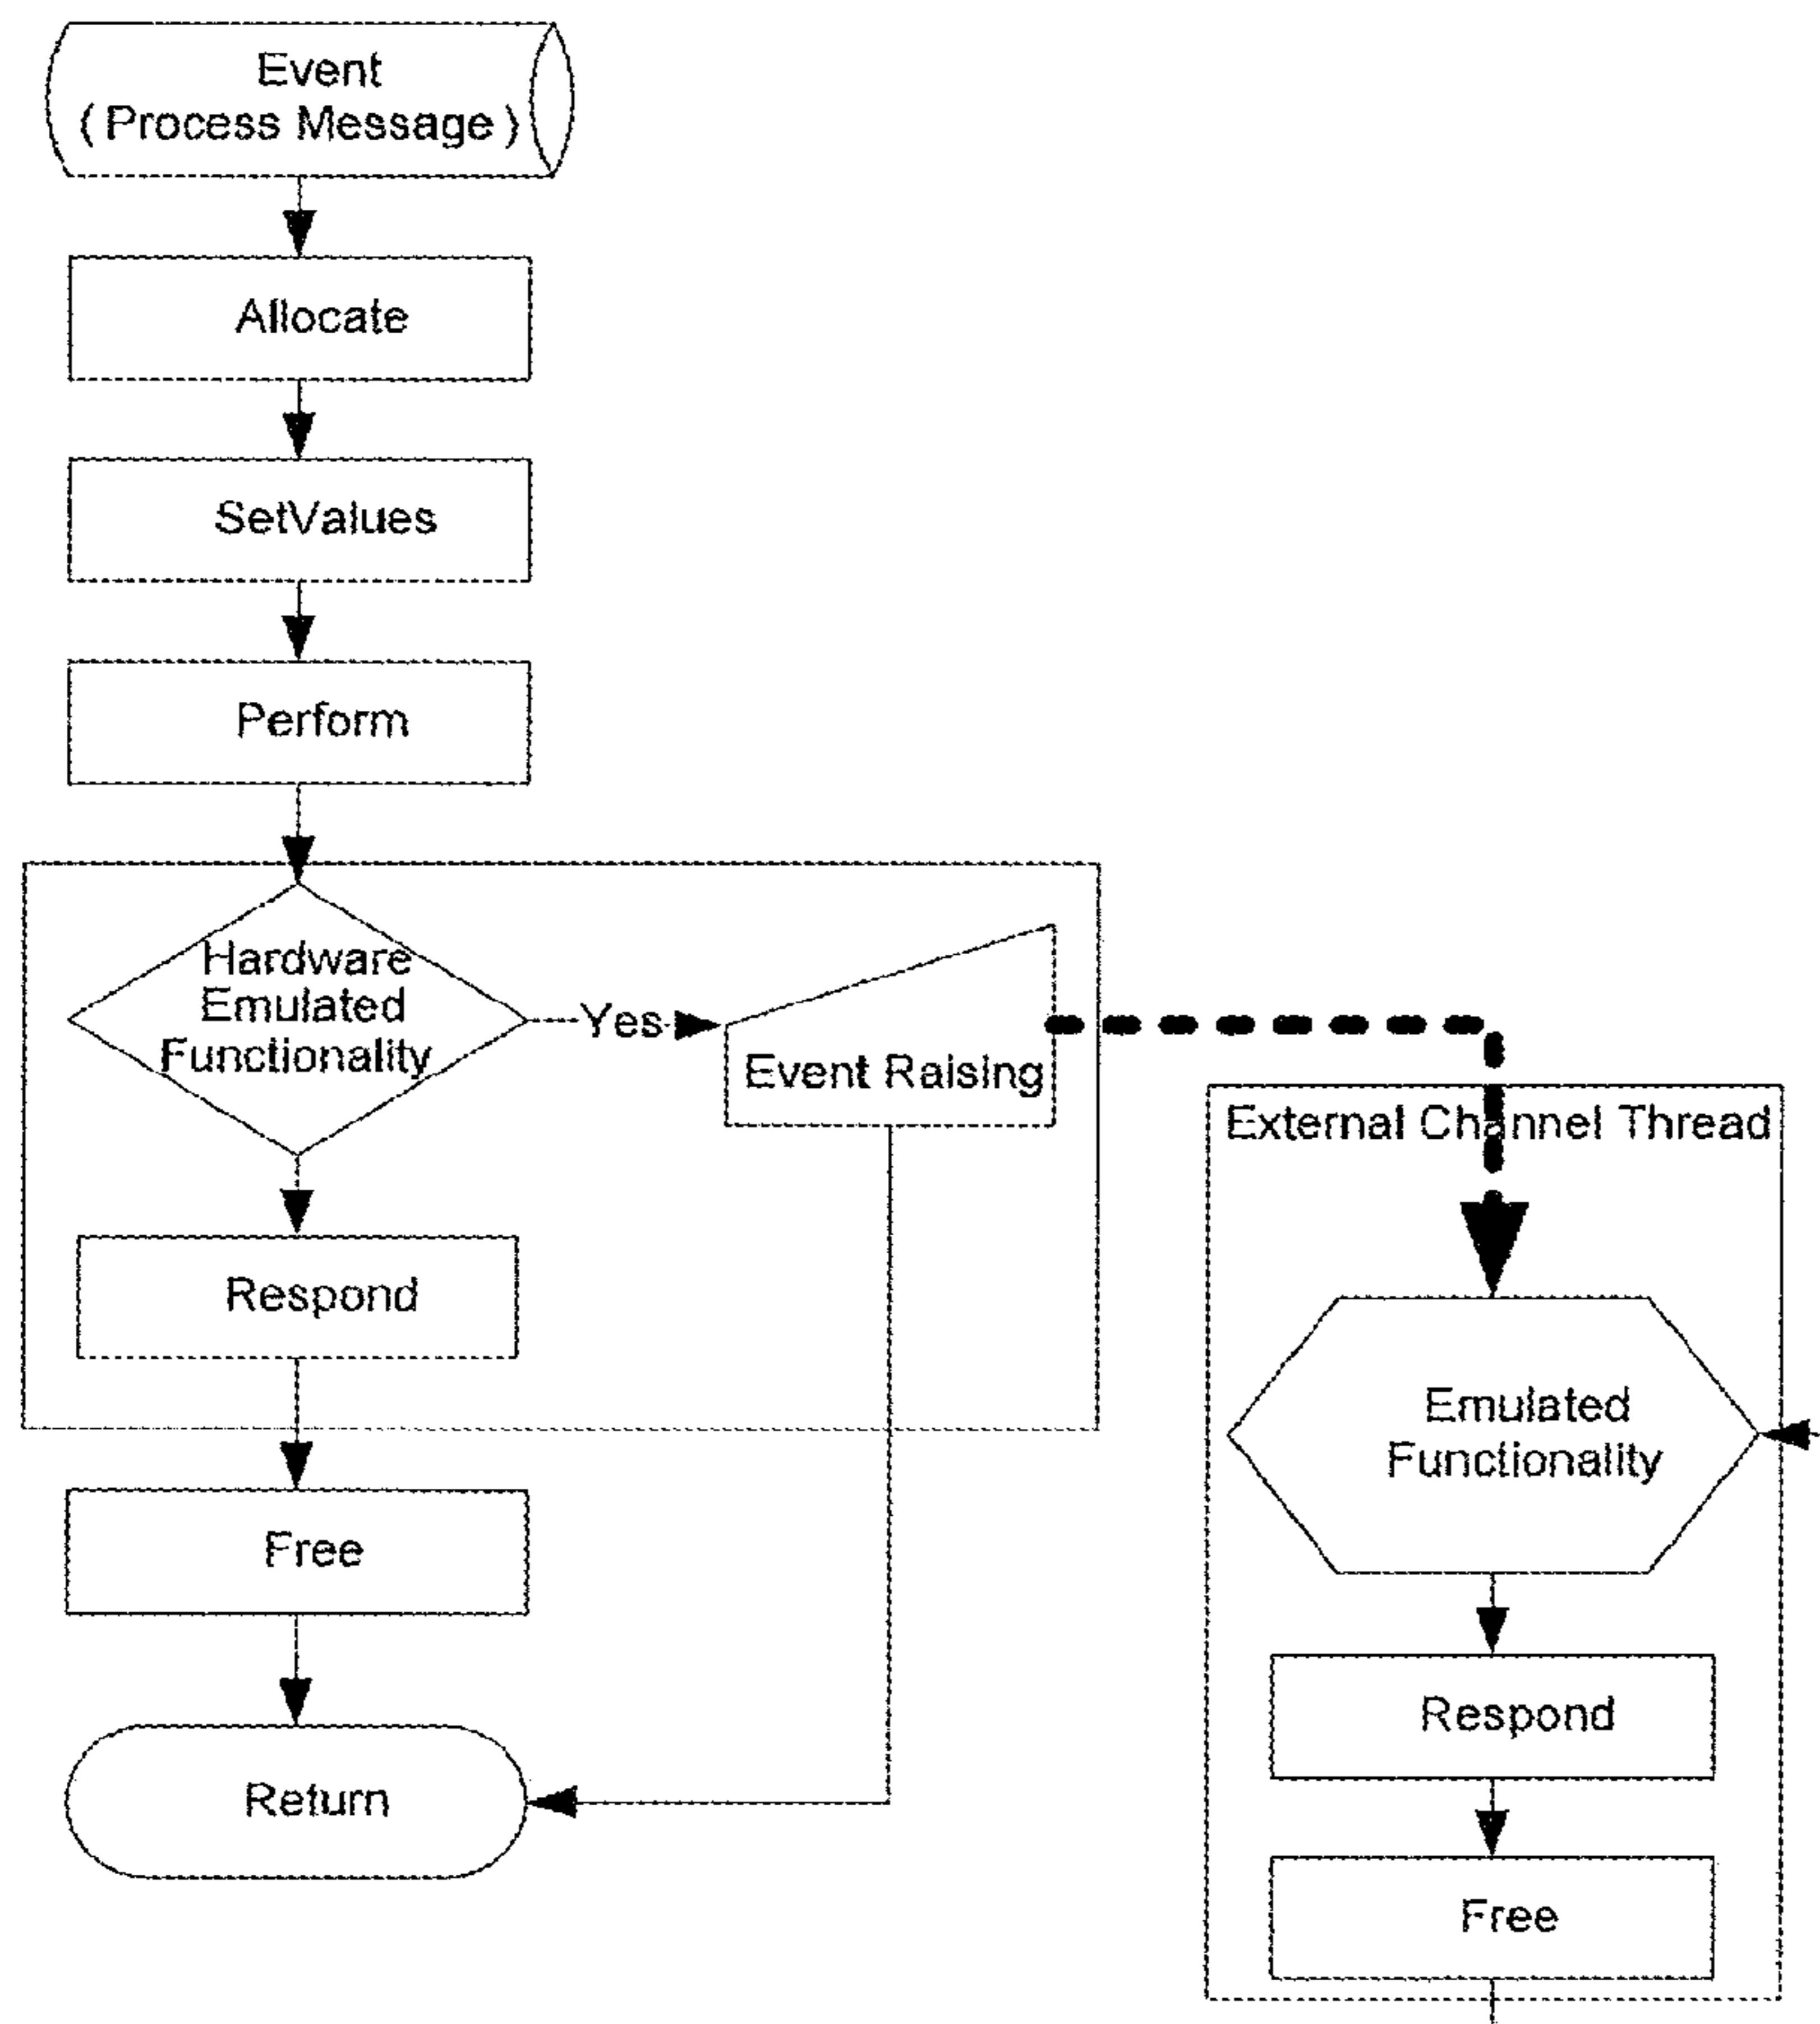 Event
( Process Message )
Allocate
SetValues
Perform
Hardware
Emulated
Functionality
Yes
Event Raising
Respond
Free
Return
External Channel Thread
Emulated
Functionality
Respond
Free